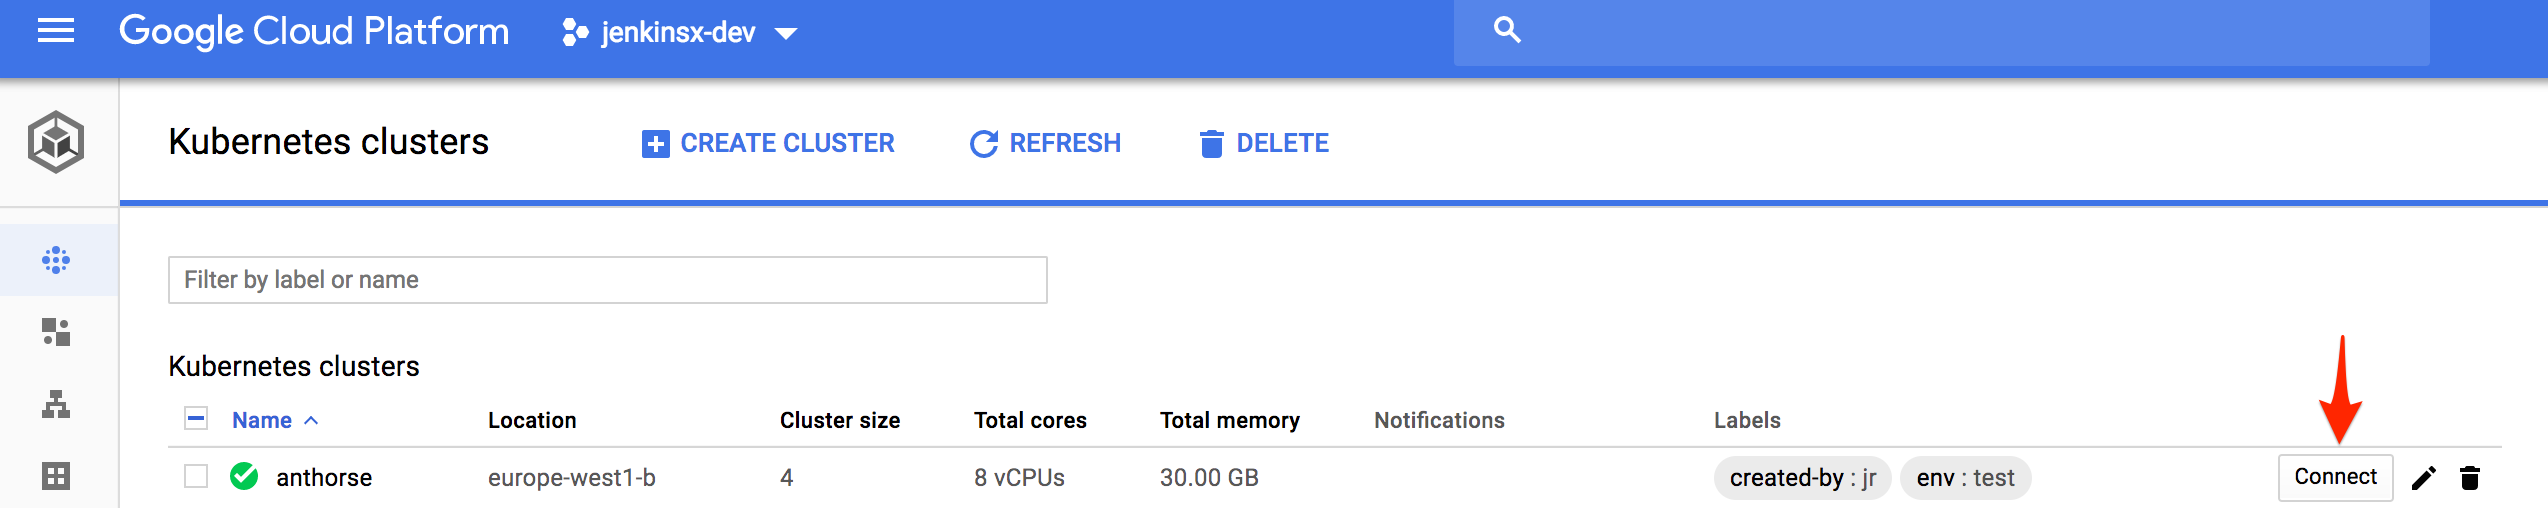 Google Cloud Platform jenkinsx-dev
Kubernetes clusters CREATE CLUSTER REFRESH DELETE
Filter by label or name
Kubernetes clusters
Name Location Cluster size Total cores Total memory Notifications Labels
anthorse europe-west1-b 4 8 vCPUs 30.00 GB created-by : jr env : test Connect